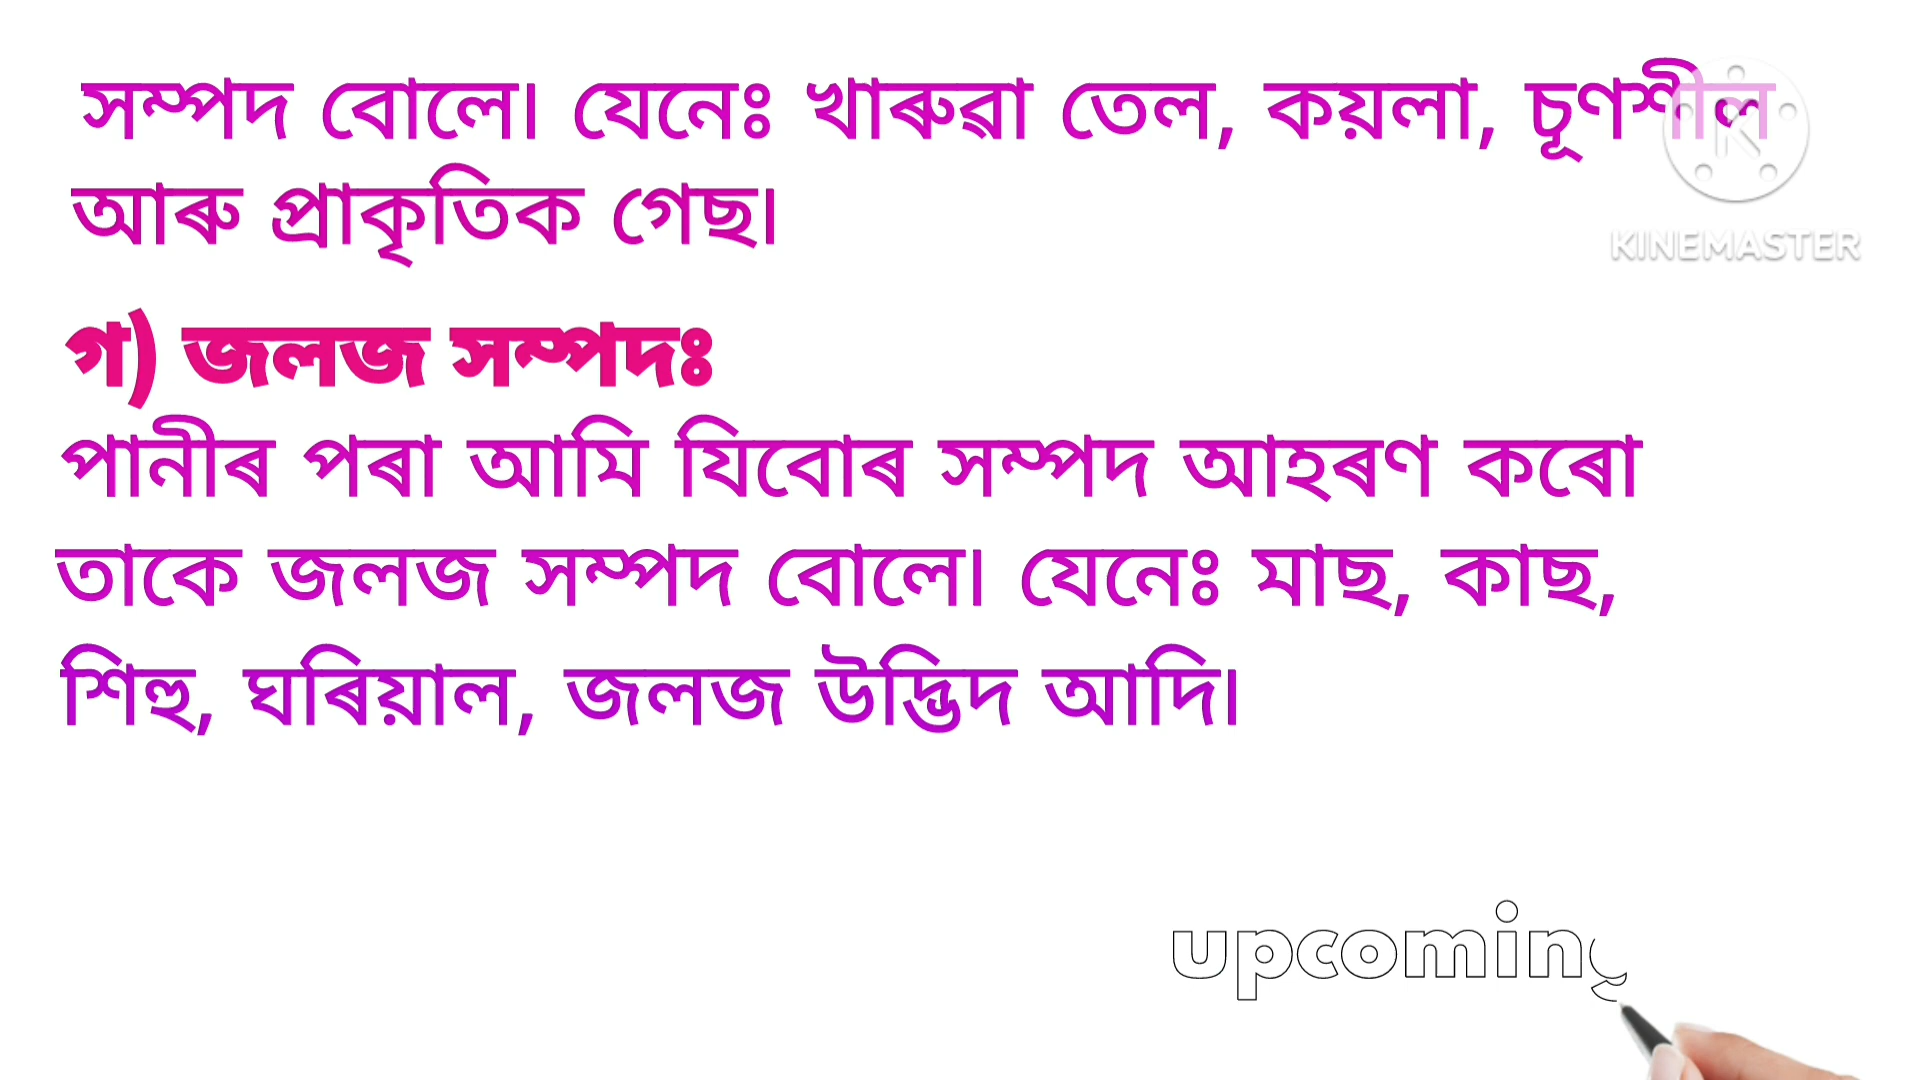 সম্পদ বোলে। যেনেঃ খাৰুৱা তেল, কয়লা, চূণশীল
আৰু প্ৰাকৃতিক গেছ।
KINEMASTER
গ) জলজ সম্পদঃ
পানীৰ পৰা আমি যিবোৰ সম্পদ আহৰণ কৰো
তাকে জলজ সম্পদ বোলে। যেনেঃ মাছ, কাছ,
শিহু, ঘৰিয়াল, জলজ উদ্ভিদ আদি।
upcoming